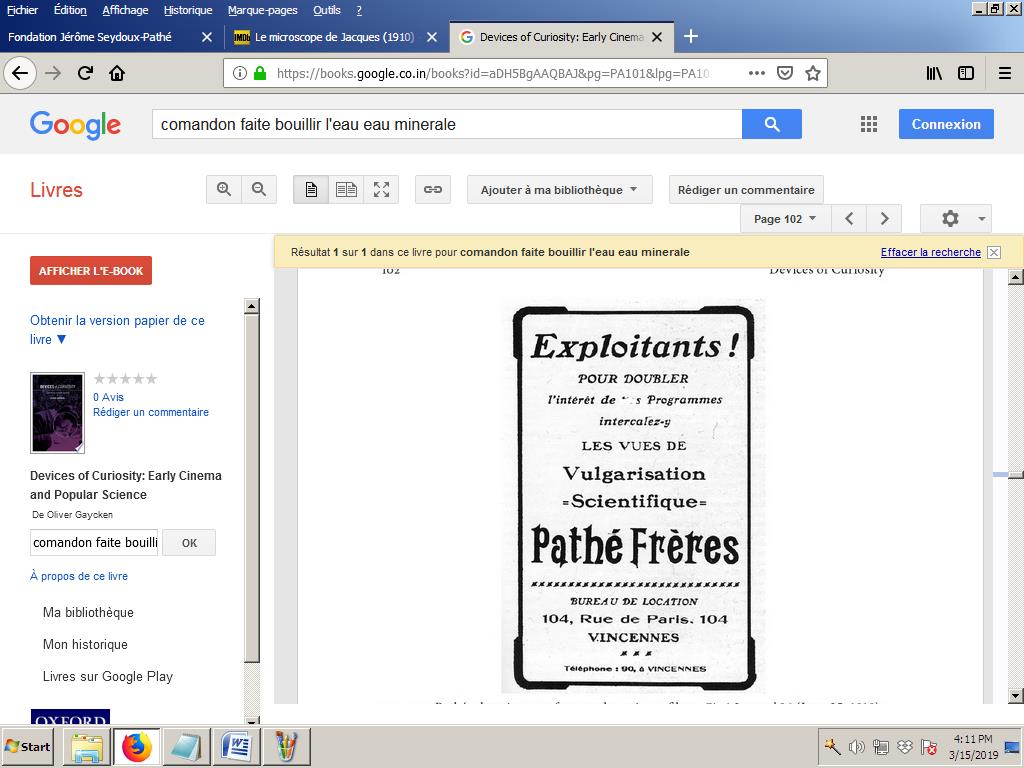 Fichier Édition Affichage Historique Marque-pages Outils ?
Fondation Jérôme Seydoux-Pathé
IMDb Le microscope de Jacques (1910)
Devices of Curiosity: Early Cinema
https://books.google.co.in/books?id=aDH5BgAAQBAJ&pg=PA101&lpg=PA10
Google
comandon faite bouillir l'eau eau minerale
Connexion
Livres
Ajouter à ma bibliothèque
Rédiger un commentaire
Page 102
Résultat 1 sur 1 dans ce livre pour comandon faite bouillir l'eau eau minerale
Effacer la recherche
AFFICHER L'E-BOOK
Obtenir la version papier de ce
livre ▼
0 Avis
Rédiger un commentaire
Devices of Curiosity: Early Cinema
and Popular Science
De Oliver Gaycken
comandon faite bouilli
OK
À propos de ce livre
Ma bibliothèque
Mon historique
Livres sur Google Play
OXFORD
102 Devices of Curiosity
Exploitants !
POUR DOUBLER
l'intérêt de Programmes
intercalez-y
LES VUES DE
Vulgarisation
=Scientifique=
Pathé Frères
BUREAU DE LOCATION
104, Rue de Paris. 104
VINCENNES
Téléphone : 90, à VINCENNES
Start
4:11 PM
3/15/2019